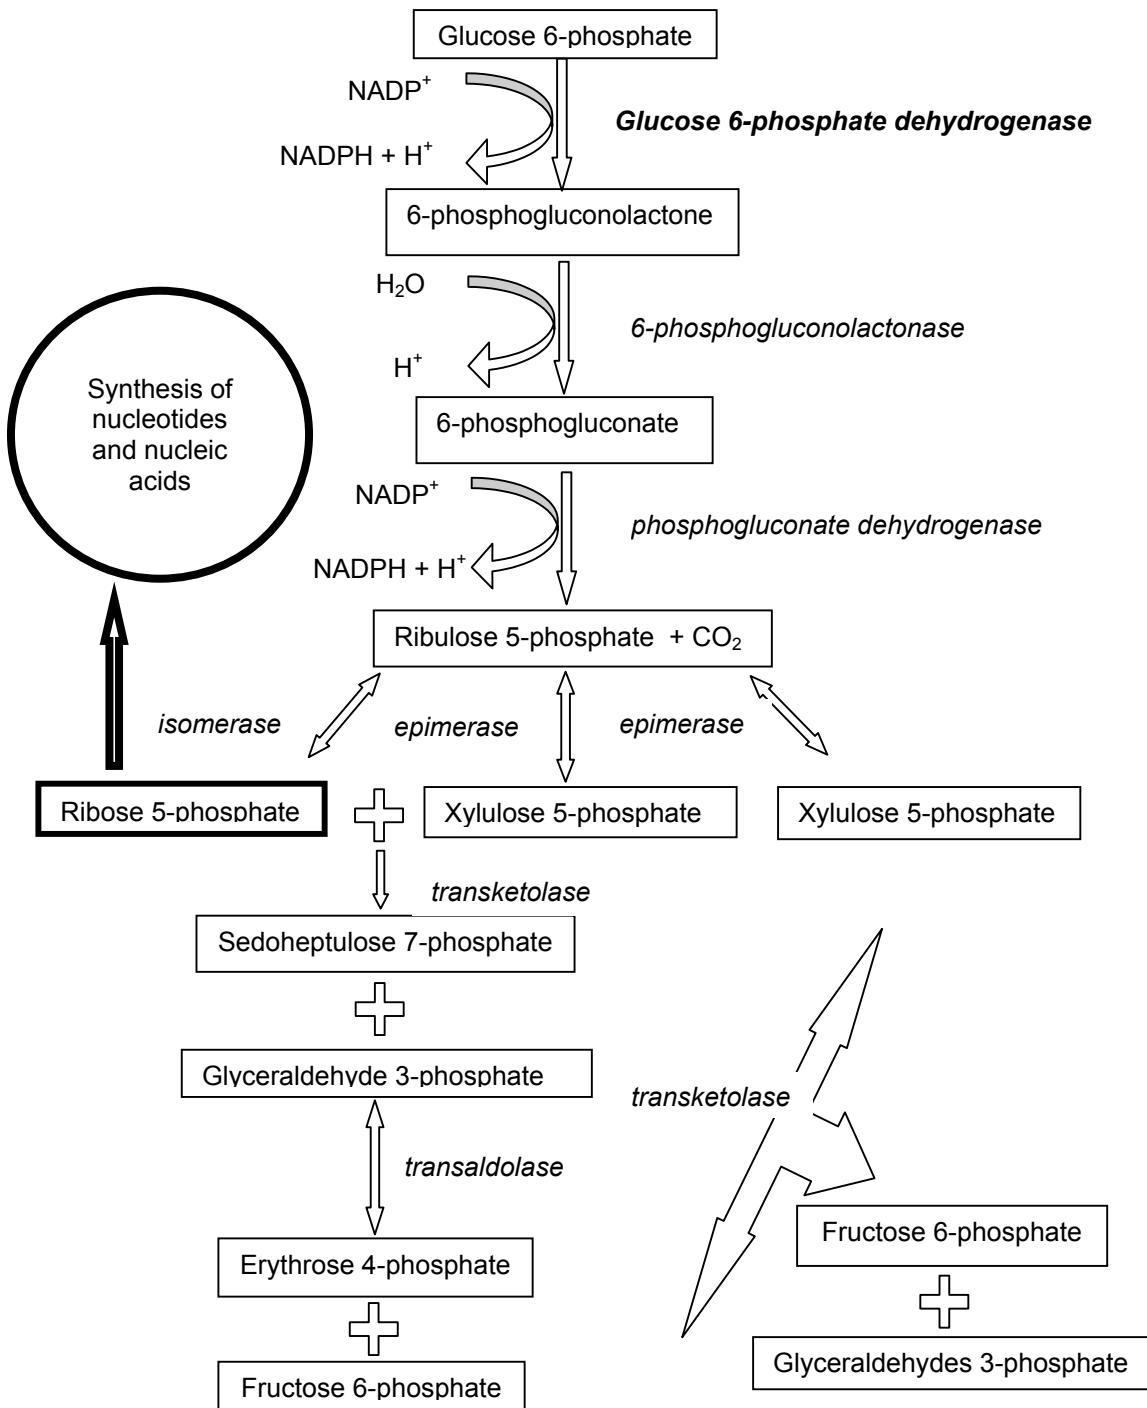 Glucose 6-phosphate
NADP+
Glucose 6-phosphate dehydrogenase
NADPH + H+
6-phosphogluconolactone
H2O
6-phosphogluconolactonase
H+
6-phosphogluconate
Synthesis of
nucleotides
and nucleic
acids
NADP+
phosphogluconate dehydrogenase
NADPH + H+
Ribulose 5-phosphate + CO2
isomerase
epimerase
epimerase
Ribose 5-phosphate
Xylulose 5-phosphate
Xylulose 5-phosphate
transketolase
Sedoheptulose 7-phosphate
Glyceraldehyde 3-phosphate
transketolase
transaldolase
Erythrose 4-phosphate
Fructose 6-phosphate
Fructose 6-phosphate
Glyceraldehydes 3-phosphate